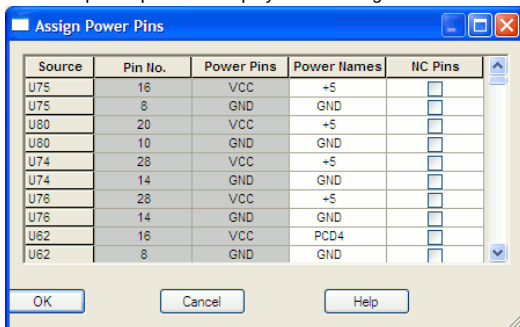 Assign Power Pins
Source Pin No. Power Pins Power Names NC Pins
U75 16 VCC +5
U75 8 GND GND
U80 20 VCC +5
U80 10 GND GND
U74 28 VCC +5
U74 14 GND GND
U76 28 VCC +5
U76 14 GND GND
U62 16 VCC PCD4
U62 8 GND GND
OK Cancel Help